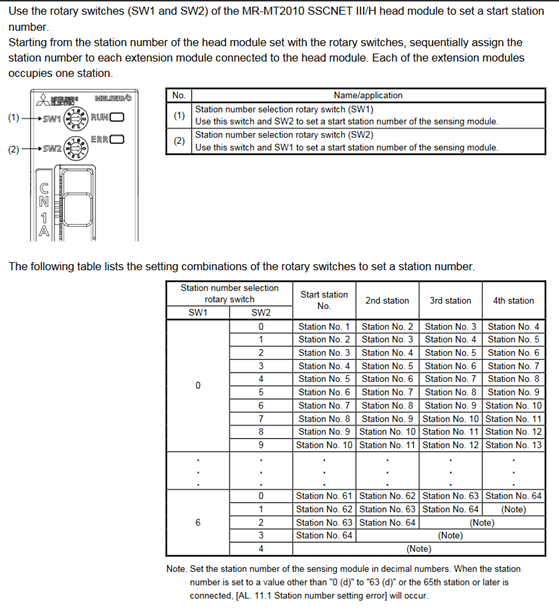 Use the rotary switches (SW1 and SW2) of the MR-MT2010 SSCNET III/H head module to set a start station
number.
Starting from the station number of the head module set with the rotary switches, sequentially assign the
station number to each extension module connected to the head module. Each of the extension modules
occupies one station.
MITSUBISHI ELECTRIC MELSERVO
(1) SW1 RUN
ERR
(2) SW2
CN1A
No. Name/application
(1) Station number selection rotary switch (SW1)
Use this switch and SW2 to set a start station number of the sensing module.
(2) Station number selection rotary switch (SW2)
Use this switch and SW1 to set a start station number of the sensing module.
The following table lists the setting combinations of the rotary switches to set a station number.
Station number selection
rotary switch
Start station
No.
2nd station 3rd station 4th station
SW1 SW2
0
0 Station No. 1 Station No. 2 Station No. 3 Station No. 4
1 Station No. 2 Station No. 3 Station No. 4 Station No. 5
2 Station No. 3 Station No. 4 Station No. 5 Station No. 6
3 Station No. 4 Station No. 5 Station No. 6 Station No. 7
4 Station No. 5 Station No. 6 Station No. 7 Station No. 8
5 Station No. 6 Station No. 7 Station No. 8 Station No. 9
6 Station No. 7 Station No. 8 Station No. 9 Station No. 10
7 Station No. 8 Station No. 9 Station No. 10 Station No. 11
8 Station No. 9 Station No. 10 Station No. 11 Station No. 12
9 Station No. 10 Station No. 11 Station No. 12 Station No. 13
. . . . . .
. . . . . .
. . . . . .
6
0 Station No. 61 Station No. 62 Station No. 63 Station No. 64
1 Station No. 62 Station No. 63 Station No. 64 (Note)
2 Station No. 63 Station No. 64 (Note)
3 Station No. 64 (Note)
4 (Note)
Note. Set the station number of the sensing module in decimal numbers. When the station
number is set to a value other than "0 (d)" to "63 (d)" or the 65th station or later is
connected, [AL. 11.1 Station number setting error] will occur.